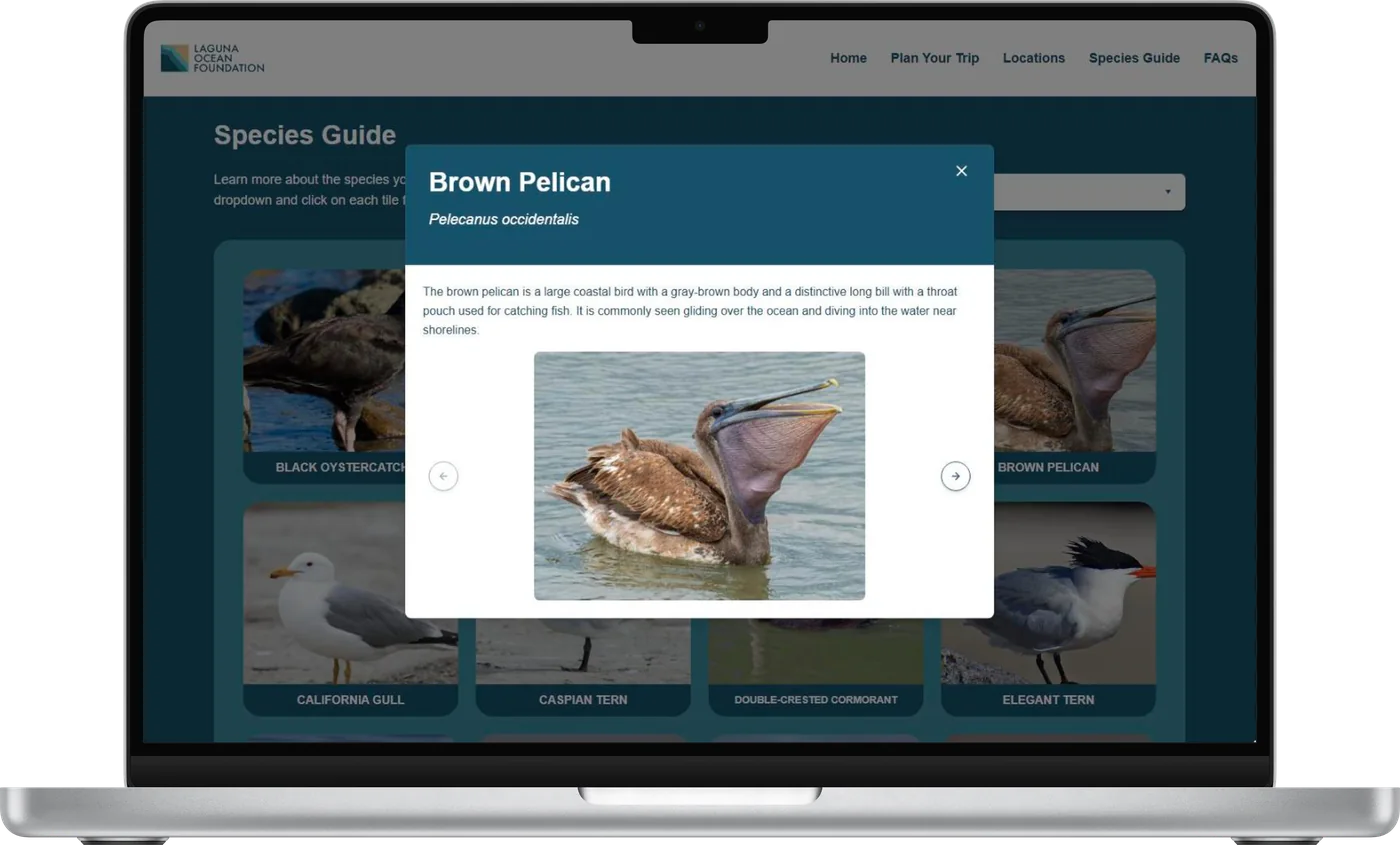 LAGUNA
OCEAN
FOUNDATION
Home Plan Your Trip Locations Species Guide FAQs
Species Guide
Learn more about the species
dropdown and click on each tile
Brown Pelican
Pelecanus occidentalis
The brown pelican is a large coastal bird with a gray-brown body and a distinctive long bill with a throat
pouch used for catching fish. It is commonly seen gliding over the ocean and diving into the water near
shorelines.
BLACK OYSTERCATCH
BROWN PELICAN
CALIFORNIA GULL
CASPIAN TERN
DOUBLE-CRESTED CORMORANT
ELEGANT TERN